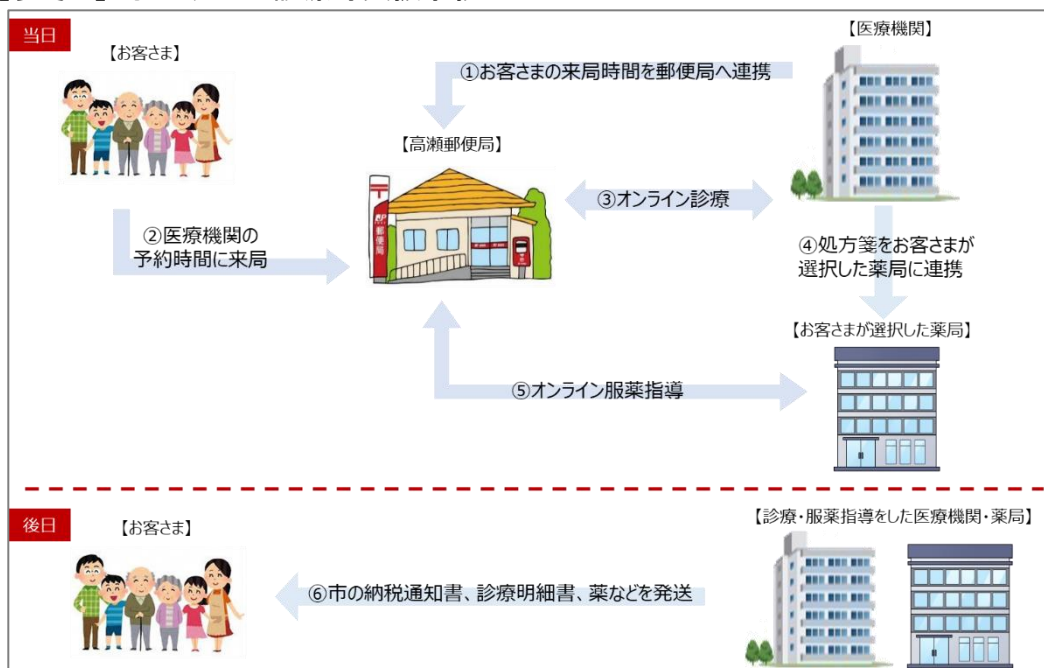 当日
【お客さま】
【医療機関】
①お客さまの来局時間を郵便局へ連携
【高瀬郵便局】
〒
郵便局
③オンライン診療
②医療機関の
予約時間に来局
④処方箋をお客さまが
選択した薬局に連携
【お客さまが選択した薬局】
⑤オンライン服薬指導
後日
【お客さま】
【診療・服薬指導をした医療機関・薬局】
⑥市の納税通知書、診療明細書、薬などを発送